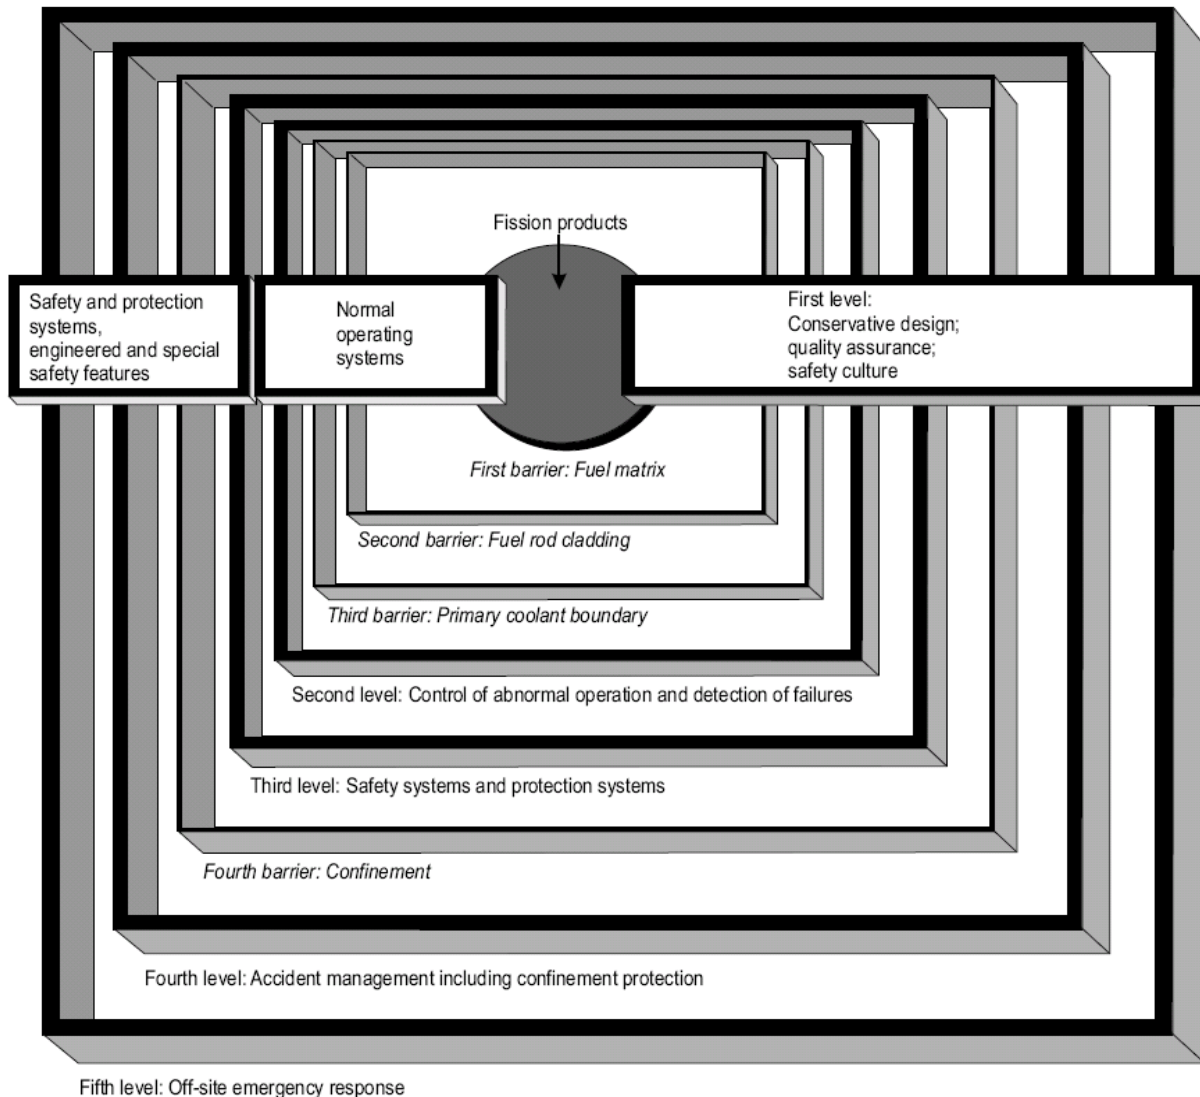 Fission products
Safety and protection
systems,
engineered and special
safety features
Normal
operating
systems
First level:
Conservative design;
quality assurance;
safety culture
First barrier: Fuel matrix
Second barrier: Fuel rod cladding
Third barrier: Primary coolant boundary
Second level: Control of abnormal operation and detection of failures
Third level: Safety systems and protection systems
Fourth barrier: Confinement
Fourth level: Accident management including confinement protection
Fifth level: Off-site emergency response